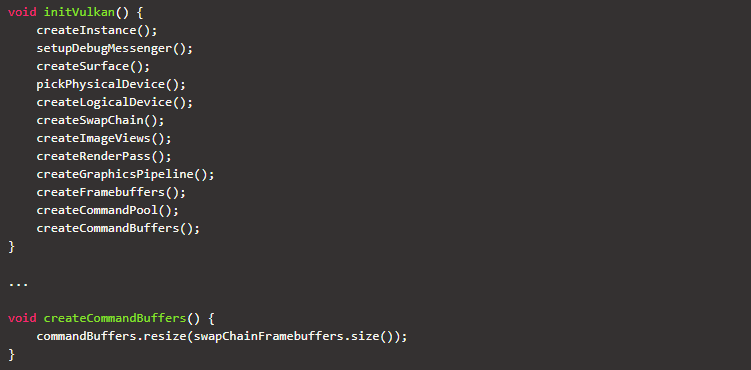 void initVulkan() {
    createInstance();
    setupDebugMessenger();
    createSurface();
    pickPhysicalDevice();
    createLogicalDevice();
    createSwapChain();
    createImageViews();
    createRenderPass();
    createGraphicsPipeline();
    createFramebuffers();
    createCommandPool();
    createCommandBuffers();
}
...
void createCommandBuffers() {
    commandBuffers.resize(swapChainFramebuffers.size());
}